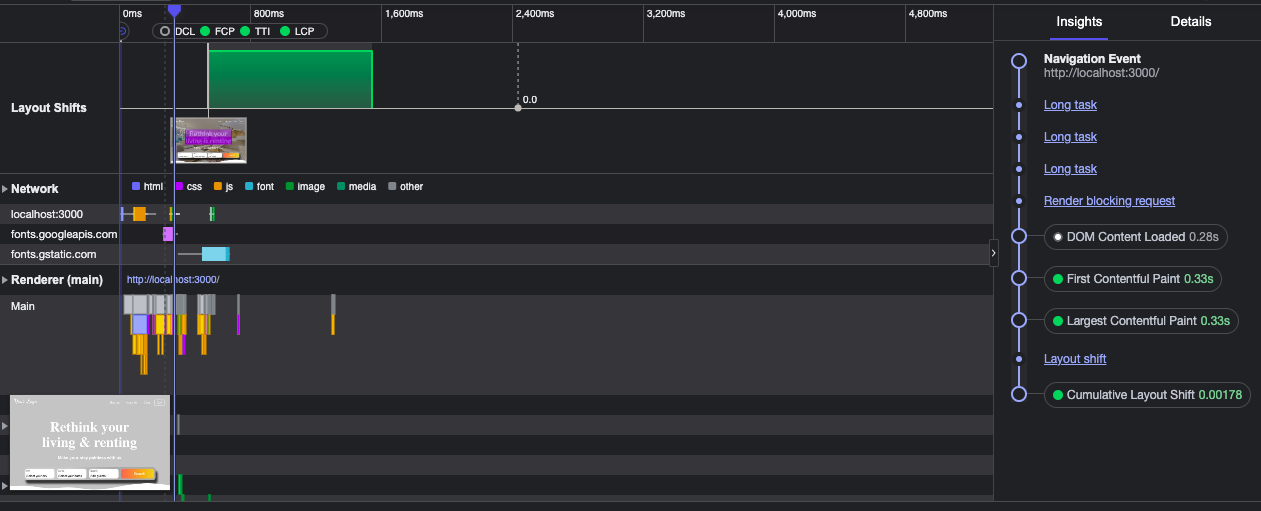 0ms 800ms 1,600ms 2,400ms 3,200ms 4,000ms 4,800ms
DCL FCP TTI LCP
Layout Shifts
0.0
Rethink your
living & renting
Network
html css js font image media other
localhost:3000
fonts.googleapis.com
fonts.gstatic.com
Renderer (main) http://localhost:3000/
Main
Rethink your
living & renting
Insights Details
Navigation Event
http://localhost:3000/
Long task
Long task
Long task
Render blocking request
DOM Content Loaded 0.28s
First Contentful Paint 0.33s
Largest Contentful Paint 0.33s
Layout shift
Cumulative Layout Shift 0.00178